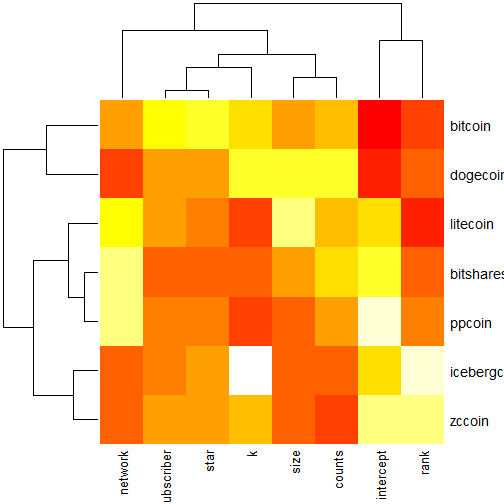 bitcoin
dogecoin
litecoin
bitshares
ppcoin
icebergc
zccoin
network
ubscriber
star
k
size
counts
intercept
rank